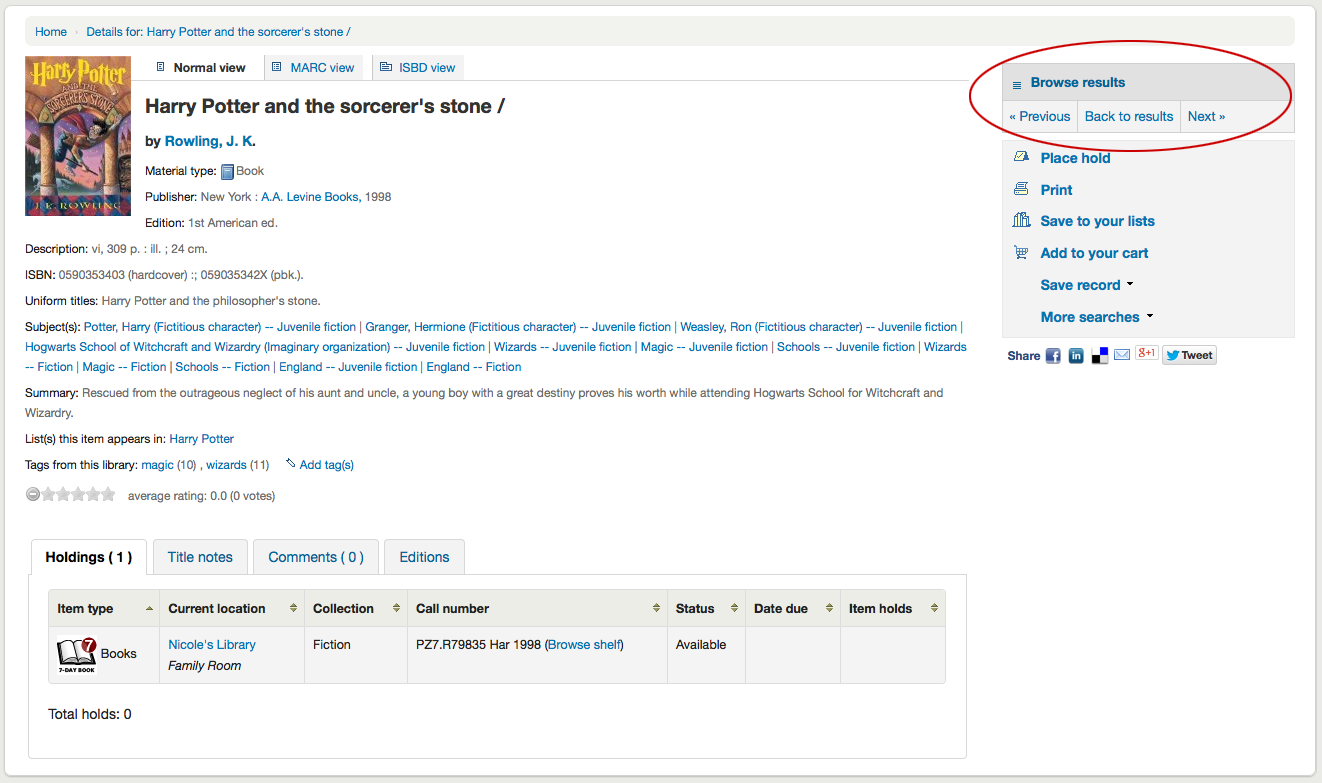 Home › Details for: Harry Potter and the sorcerer's stone /
Harry Potter
AND THE
SORCERER'S STONE
J. K. ROWLING
Normal view MARC view ISBD view
Harry Potter and the sorcerer's stone /
by Rowling, J. K.
Material type: Book
Publisher: New York : A.A. Levine Books, 1998
Edition: 1st American ed.
Description: vi, 309 p. : ill. ; 24 cm.
ISBN: 0590353403 (hardcover) :; 059035342X (pbk.).
Uniform titles: Harry Potter and the philosopher's stone.
Subject(s): Potter, Harry (Fictitious character) -- Juvenile fiction | Granger, Hermione (Fictitious character) -- Juvenile fiction | Weasley, Ron (Fictitious character) -- Juvenile fiction |
Hogwarts School of Witchcraft and Wizardry (Imaginary organization) -- Juvenile fiction | Wizards -- Juvenile fiction | Magic -- Juvenile fiction | Schools -- Juvenile fiction | Wizards
-- Fiction | Magic -- Fiction | Schools -- Fiction | England -- Juvenile fiction | England -- Fiction
Summary: Rescued from the outrageous neglect of his aunt and uncle, a young boy with a great destiny proves his worth while attending Hogwarts School for Witchcraft and
Wizardry.
List(s) this item appears in: Harry Potter
Tags from this library: magic (10) , wizards (11) Add tag(s)
average rating: 0.0 (0 votes)
Holdings ( 1 ) Title notes Comments ( 0 ) Editions
Item type Current location Collection Call number Status Date due Item holds
7 7-DAY BOOK Books Nicole's Library Fiction PZ7.R79835 Har 1998 (Browse shelf) Available
Family Room
Total holds: 0
Browse results
« Previous Back to results Next »
Place hold
Print
Save to your lists
Add to your cart
Save record
More searches
Share f in g+1 Tweet